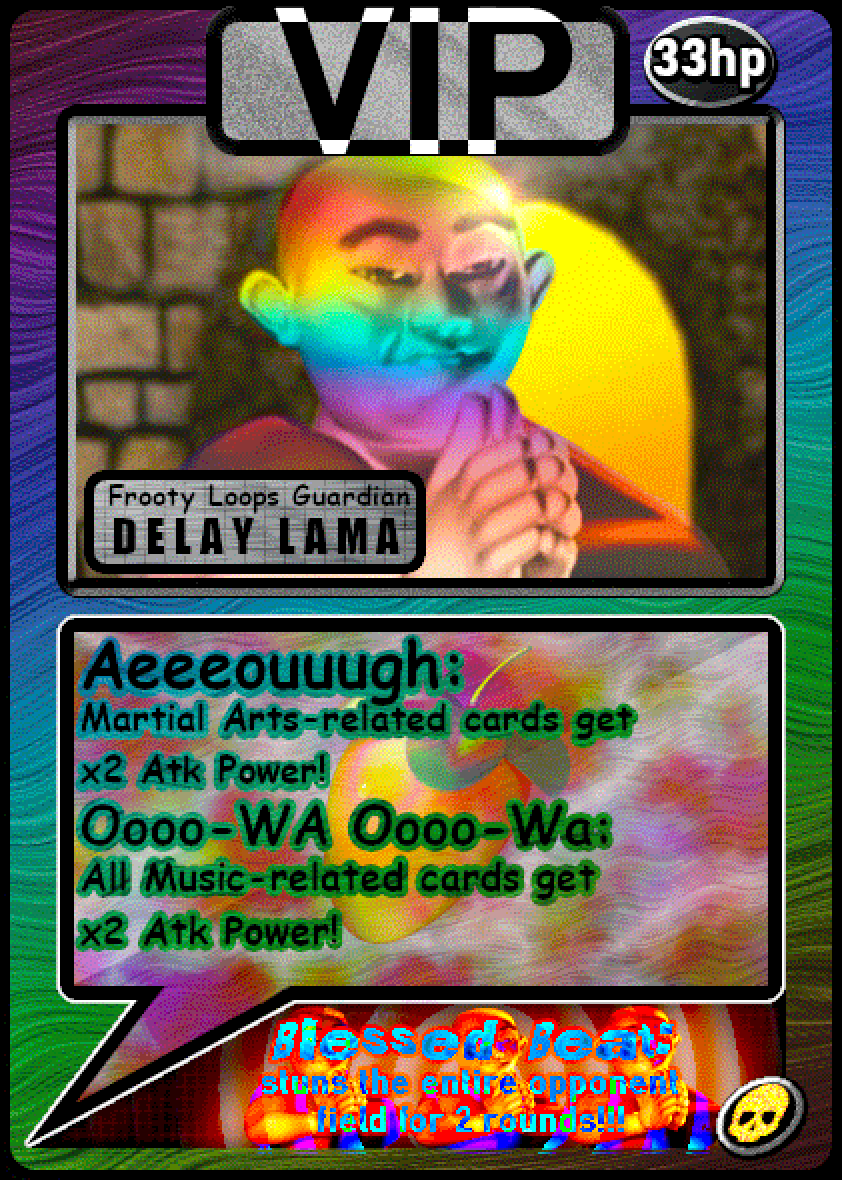 VIP
33hp
Frooty Loops Guardian
DELAY LAMA
Aeeeouuugh:
Martial Arts-related cards get
x2 Atk Power!
Oooo-WA Oooo-Wa:
All Music-related cards get
x2 Atk Power!
Blessed Beat:
stuns the entire opponent
field for 2 rounds!!!